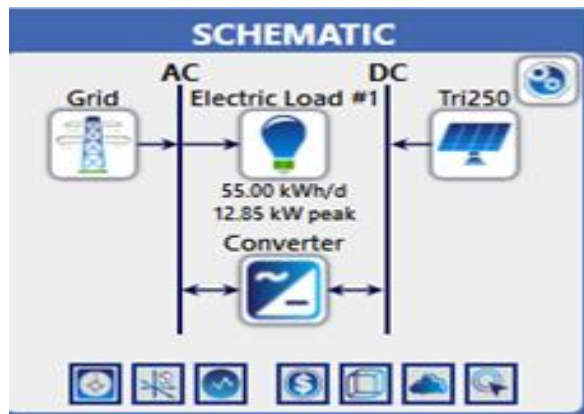 SCHEMATIC
AC DC
Grid Electric Load #1 Tri250
55.00 kWh/d
12.85 kW peak
Converter